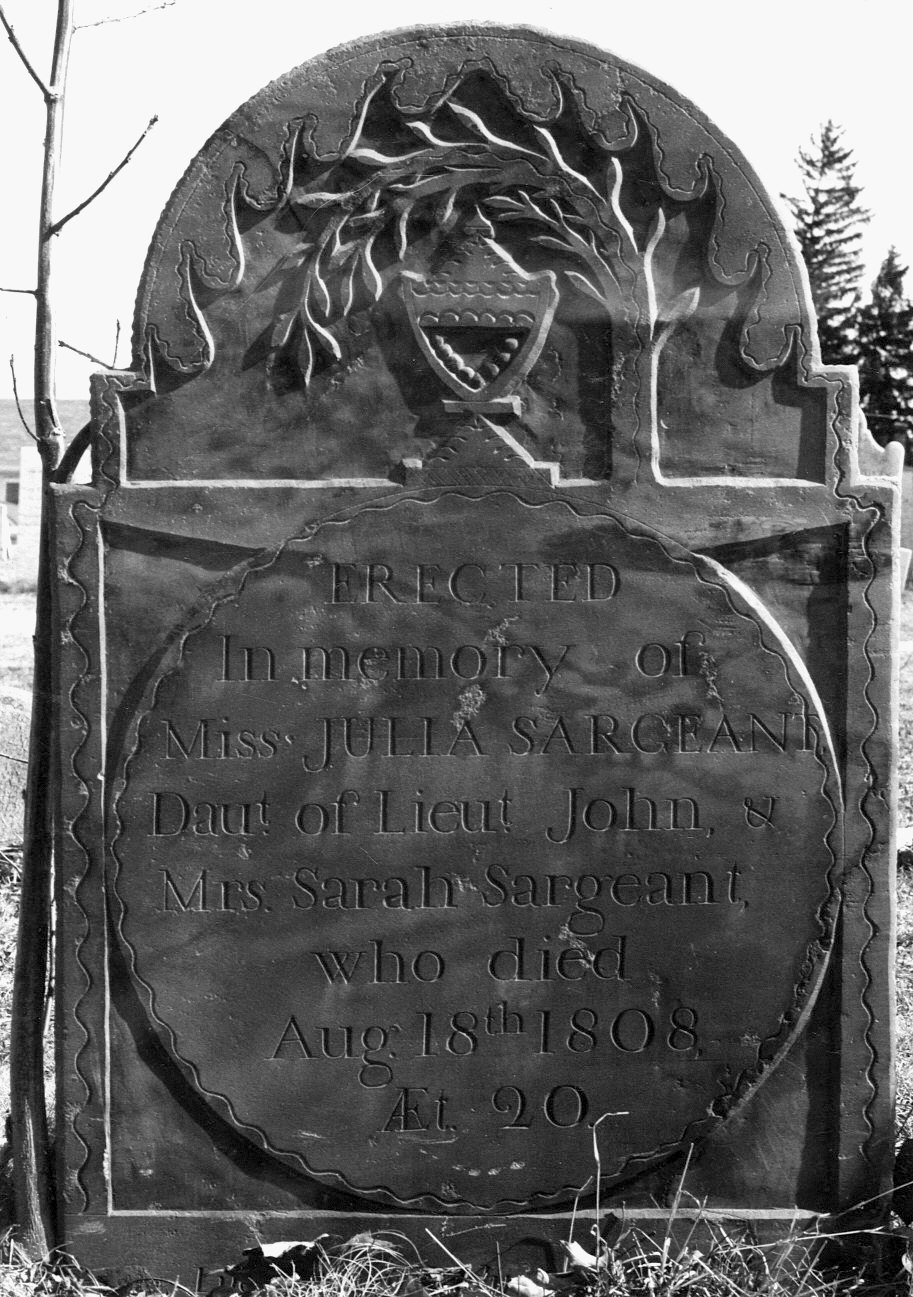 ERECTED
In memory of
Miss. JULIA SARGEANT,
Daut. of Lieut. John, &
Mrs. Sarah Sargeant,
who died
Aug. 18th 1808,
Æt. 20.